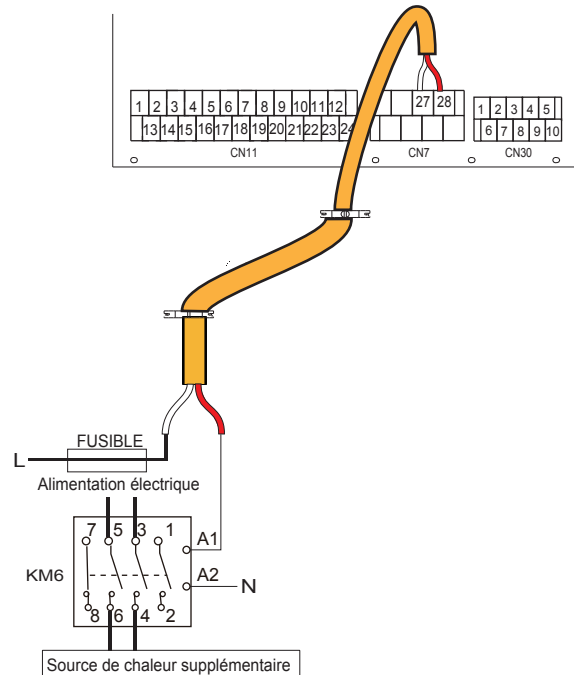 27 28
1 2 3 4 5 6 7 8 9 10 11 12
13 14 15 16 17 18 19 20 21 22 23 24
1 2 3 4 5
6 7 8 9 10
CN11 CN7 CN30
FUSIBLE
L
Alimentation électrique
7 5 3 1
A1
KM6
A2
N
8 6 4 2
Source de chaleur supplémentaire